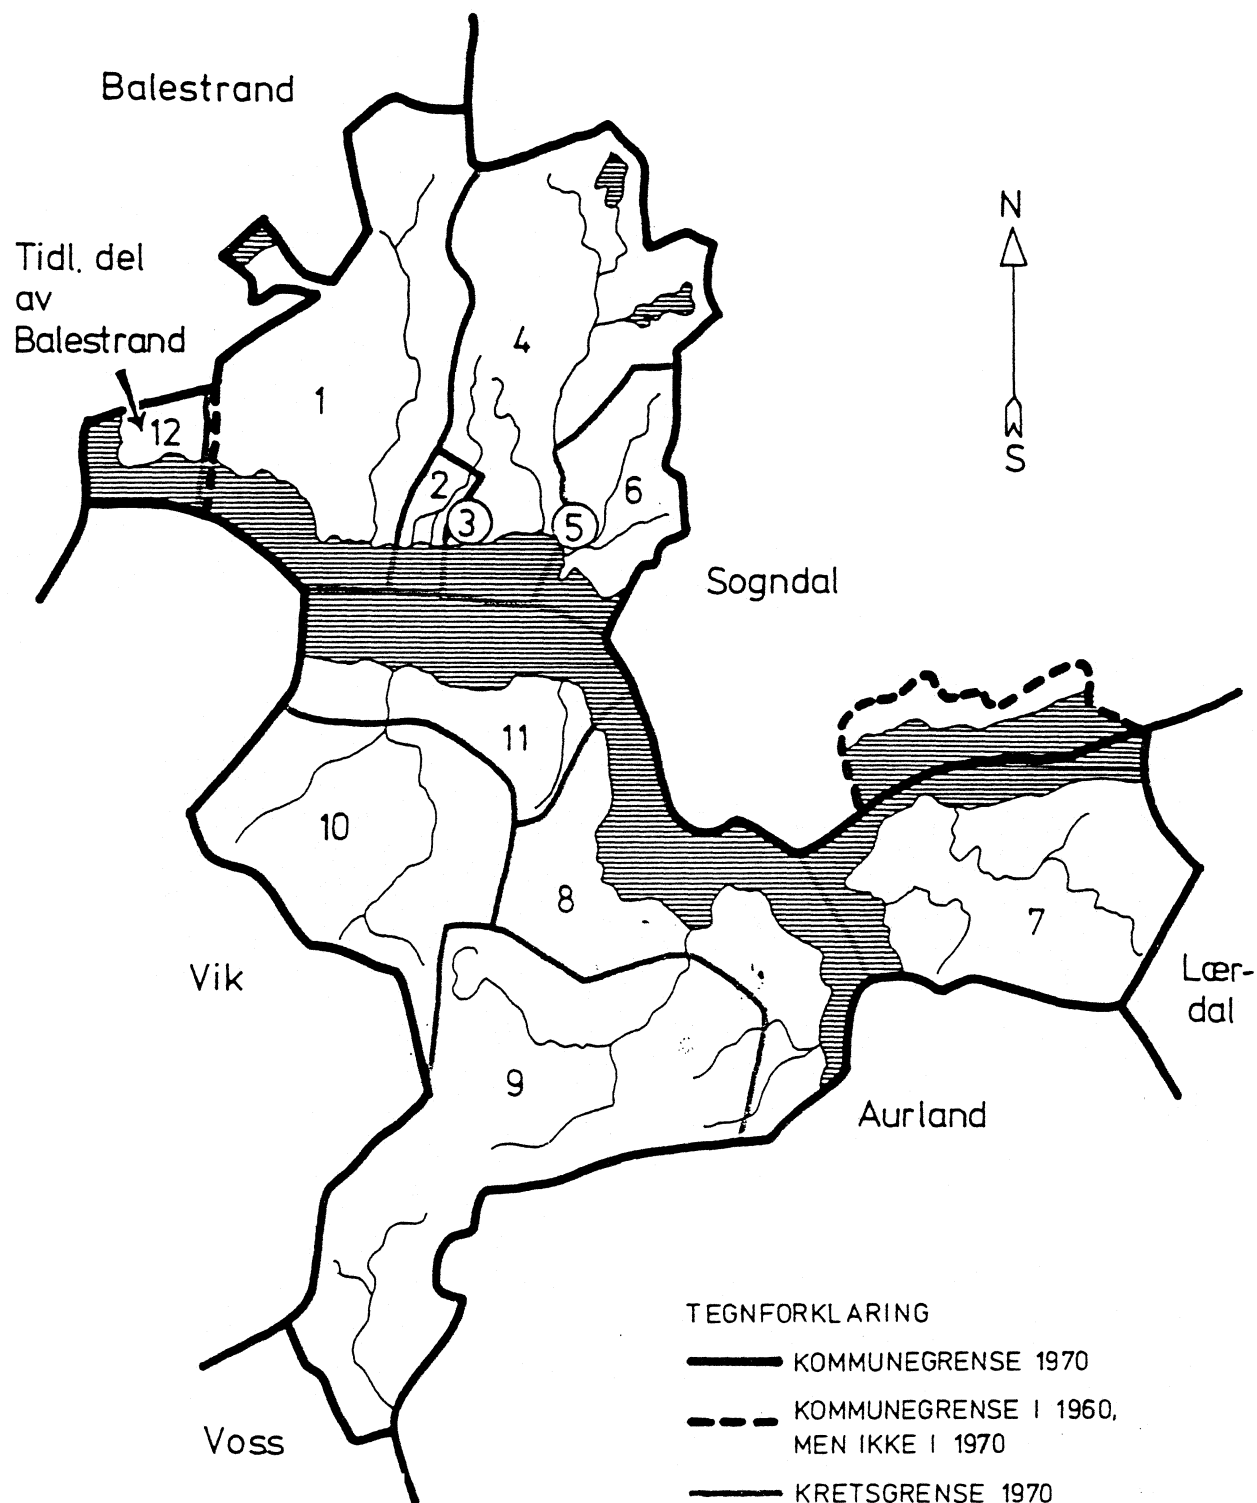 Balestrand
N
Tidl. del
av
Balestrand
4
1
12
S
2
6
3
5
Sogndal
11
10
8
7
Vik
Lær-
dal
9
Aurland
TEGNFORKLARING
KOMMUNEGRENSE 1970
KOMMUNEGRENSE I 1960,
MEN IKKE I 1970
Voss
KRETSGRENSE 1970